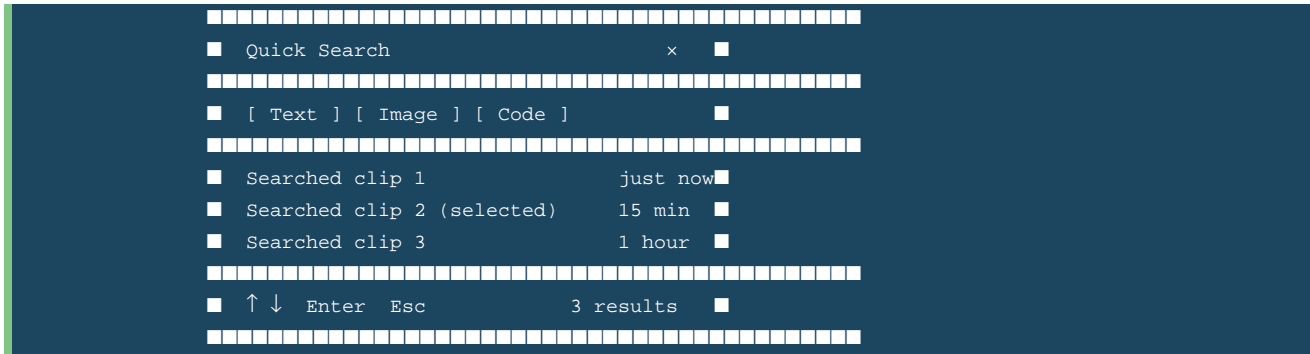 ■■■■■■■■■■■■■■■■■■■■■■■■■■■■■■■■■■■■■■■■■■■
■ Quick Search × ■
■■■■■■■■■■■■■■■■■■■■■■■■■■■■■■■■■■■■■■■■■■■
■ [ Text ] [ Image ] [ Code ] ■
■■■■■■■■■■■■■■■■■■■■■■■■■■■■■■■■■■■■■■■■■■■
■ Searched clip 1 just now■
■ Searched clip 2 (selected) 15 min ■
■ Searched clip 3 1 hour ■
■■■■■■■■■■■■■■■■■■■■■■■■■■■■■■■■■■■■■■■■■■■
■ ↑↓ Enter Esc 3 results ■
■■■■■■■■■■■■■■■■■■■■■■■■■■■■■■■■■■■■■■■■■■■